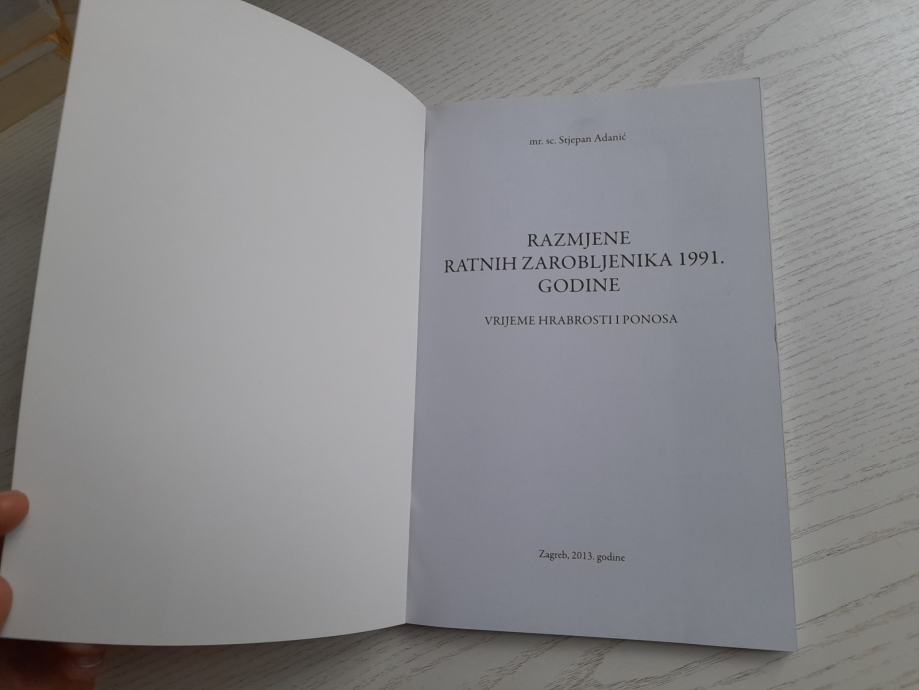 mr. sc. Stjepan Adanić
RAZMJENE
RATNIH ZAROBLJENIKA 1991.
GODINE
VRIJEME HRABROSTI I PONOSA
Zagreb, 2013. godine